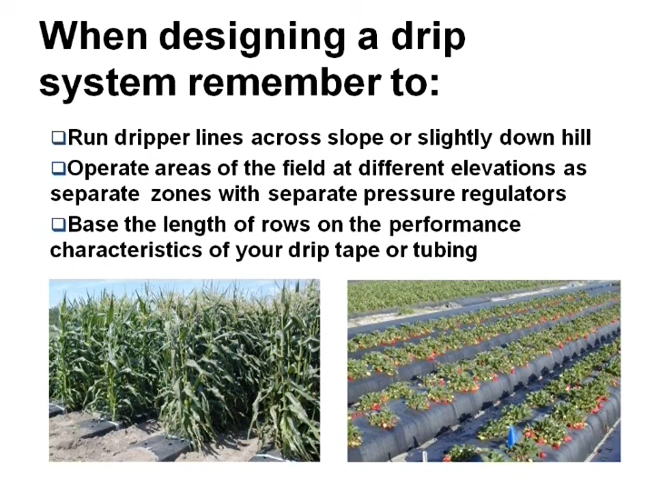 When designing a drip
system remember to:
❑Run dripper lines across slope or slightly down hill
❑Operate areas of the field at different elevations as
separate zones with separate pressure regulators
❑Base the length of rows on the performance
characteristics of your drip tape or tubing